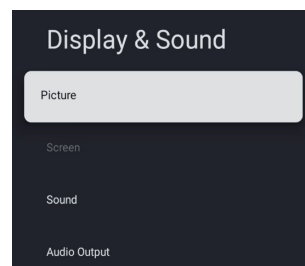 Display & Sound
Picture
Screen
Sound
Audio Output